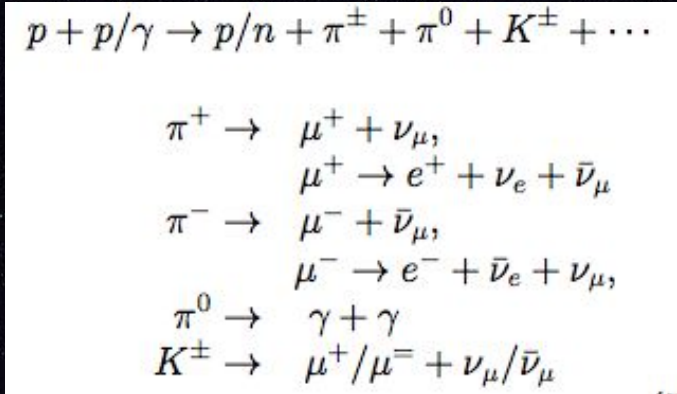 p + p/γ → p/n + π^± + π^0 + K^± + ⋯
π^+ → μ^+ + ν_μ,
μ^+ → e^+ + ν_e + ν̄_μ
π^- → μ^- + ν̄_μ,
μ^- → e^- + ν̄_e + ν_μ,
π^0 → γ + γ
K^± → μ^+/μ^= + ν_μ/ν̄_μ